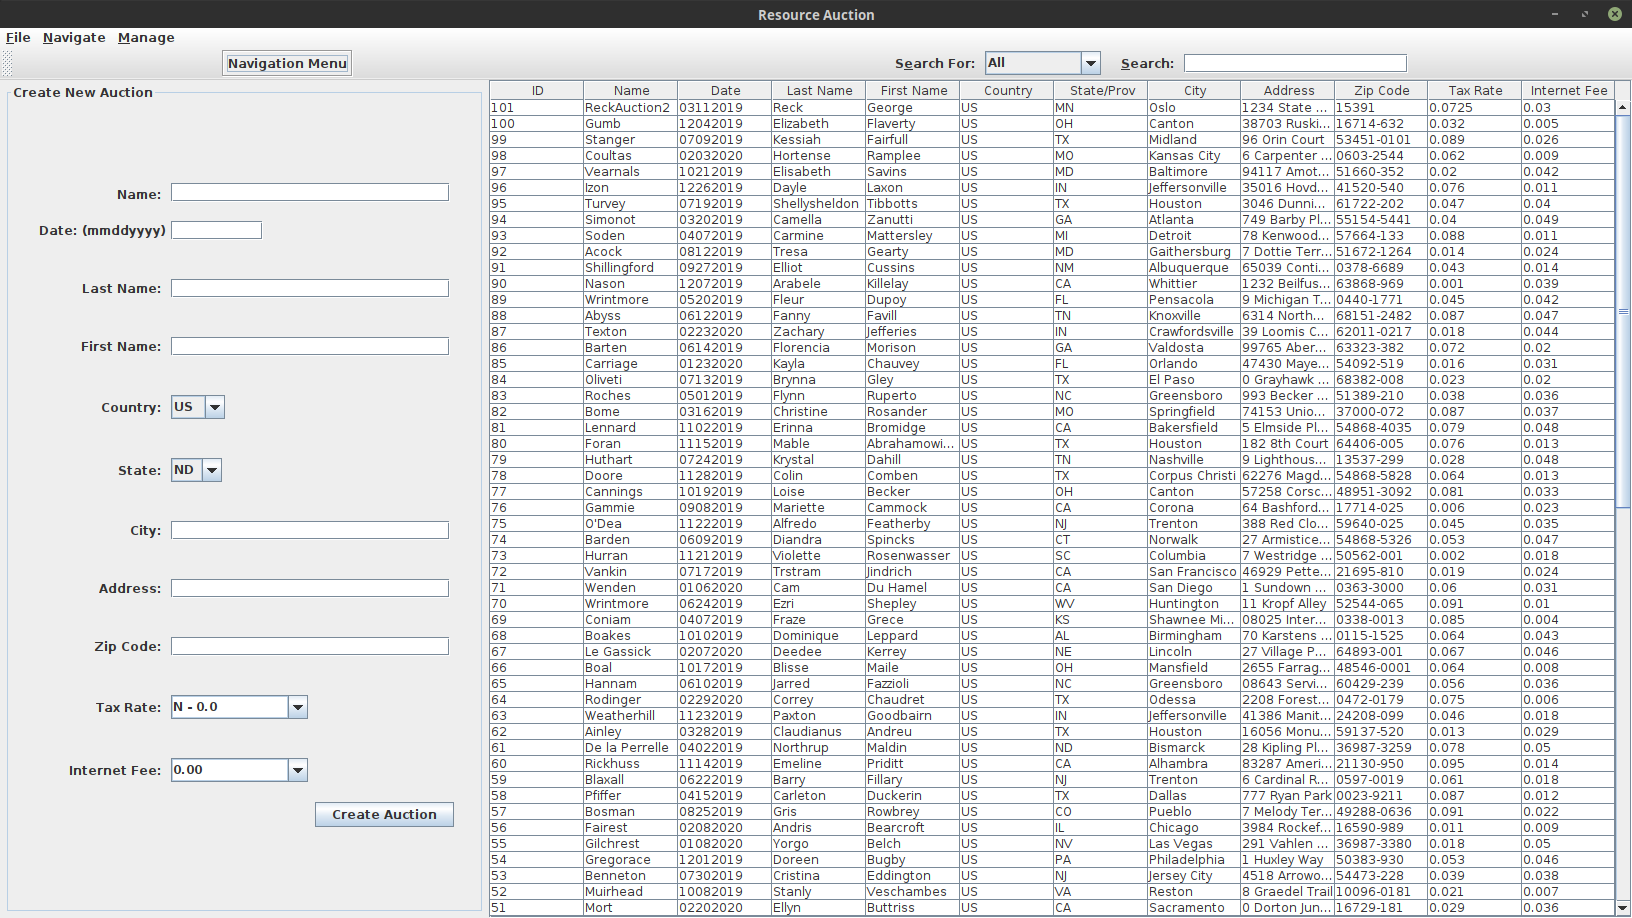 Resource Auction
File Navigate Manage
Navigation Menu Search For: All Search:
Create New Auction
Name:
Date: (mmddyyyy)
Last Name:
First Name:
Country: US
State: ND
City:
Address:
Zip Code:
Tax Rate: N - 0.0
Internet Fee: 0.00
Create Auction
ID Name Date Last Name First Name Country State/Prov City Address Zip Code Tax Rate Internet Fee
101 ReckAuction2 03112019 Reck George US MN Oslo 1234 State ... 15391 0.0725 0.03
100 Gumb 12042019 Elizabeth Flaverty US OH Canton 38703 Ruski... 16714-632 0.032 0.005
99 Stanger 07092019 Kessiah Fairfull US TX Midland 96 Orin Court 53451-0101 0.089 0.026
98 Coultas 02032020 Hortense Ramplee US MO Kansas City 6 Carpenter ... 0603-2544 0.062 0.009
97 Vearnals 10212019 Elisabeth Savins US MD Baltimore 94117 Amot... 51660-352 0.02 0.042
96 Izon 12262019 Dayle Laxon US IN Jeffersonville 35016 Hovd... 41520-540 0.076 0.011
95 Turvey 07192019 Shellysheldon Tibbotts US TX Houston 3046 Dunni... 61722-202 0.047 0.04
94 Simonot 03202019 Camella Zanutti US GA Atlanta 749 Barby Pl... 55154-5441 0.04 0.049
93 Soden 04072019 Carmine Mattersley US MI Detroit 78 Kenwood... 57664-133 0.088 0.011
92 Acock 08122019 Tresa Gearty US MD Gaithersburg 7 Dottie Terr... 51672-1264 0.014 0.024
91 Shillingford 09272019 Elliot Cussins US NM Albuquerque 65039 Conti... 0378-6689 0.043 0.014
90 Nason 12072019 Arabele Killelay US CA Whittier 1232 Beilfus... 63868-969 0.001 0.039
89 Wrintmore 05202019 Fleur Dupoy US FL Pensacola 9 Michigan T... 0440-1771 0.045 0.042
88 Abyss 06122019 Fanny Favill US TN Knoxville 6314 North... 68151-2482 0.087 0.047
87 Texton 02232020 Zachary Jefferies US IN Crawfordsville 39 Loomis C... 62011-0217 0.018 0.044
86 Barten 06142019 Florencia Morison US GA Valdosta 99765 Aber... 63323-382 0.072 0.02
85 Carriage 01232020 Kayla Chauvey US FL Orlando 47430 Maye... 54092-519 0.016 0.031
84 Oliveti 07132019 Brynna Gley US TX El Paso 0 Grayhawk ... 68382-008 0.023 0.02
83 Roches 05012019 Flynn Ruperto US NC Greensboro 993 Becker ... 51389-210 0.038 0.036
82 Bome 03162019 Christine Rosander US MO Springfield 74153 Unio... 37000-072 0.087 0.037
81 Lennard 11022019 Erinna Bromidge US CA Bakersfield 5 Elmside Pl... 54868-4035 0.079 0.048
80 Foran 11152019 Mable Abrahamowi... US TX Houston 182 8th Court 64406-005 0.076 0.013
79 Huthart 07242019 Krystal Dahill US TN Nashville 9 Lighthous... 13537-299 0.028 0.048
78 Doore 11282019 Colin Comben US TX Corpus Christi 62276 Magd... 54868-5828 0.064 0.013
77 Cannings 10192019 Loise Becker US OH Canton 57258 Corsc... 48951-3092 0.081 0.033
76 Gammie 09082019 Mariette Cammock US CA Corona 64 Bashford... 17714-025 0.006 0.023
75 O'Dea 11222019 Alfredo Featherby US NJ Trenton 388 Red Clo... 59640-025 0.045 0.035
74 Barden 06092019 Diandra Spincks US CT Norwalk 27 Armistice... 54868-5326 0.053 0.047
73 Hurran 11212019 Violette Rosenwasser US SC Columbia 7 Westridge ... 50562-001 0.002 0.018
72 Vankin 07172019 Trstram Jindrich US CA San Francisco 46929 Pette... 21695-810 0.019 0.024
71 Wenden 01062020 Cam Du Hamel US CA San Diego 1 Sundown ... 0363-3000 0.06 0.031
70 Wrintmore 06242019 Ezri Shepley US WV Huntington 11 Kropf Alley 52544-065 0.091 0.01
69 Coniam 04072019 Fraze Grece US KS Shawnee Mi... 08025 Inter... 0338-0013 0.085 0.004
68 Boakes 10102019 Dominique Leppard US AL Birmingham 70 Karstens ... 0115-1525 0.064 0.043
67 Le Gassick 02072020 Deedee Kerrey US NE Lincoln 27 Village P... 64893-001 0.067 0.046
66 Boal 10172019 Blisse Maile US OH Mansfield 2655 Farrag... 48546-0001 0.064 0.008
65 Hannam 06102019 Jarred Fazzioli US NC Greensboro 08643 Servi... 60429-239 0.056 0.036
64 Rodinger 02292020 Correy Chaudret US TX Odessa 2208 Forest... 0472-0179 0.075 0.006
63 Weatherhill 11232019 Paxton Goodbairn US IN Jeffersonville 41386 Manit... 24208-099 0.046 0.018
62 Ainley 03282019 Claudianus Andreu US TX Houston 16056 Monu... 59137-520 0.013 0.029
61 De la Perrelle 04022019 Northrup Maldin US ND Bismarck 28 Kipling Pl... 36987-3259 0.078 0.05
60 Rickhuss 11142019 Emeline Priditt US CA Alhambra 83287 Ameri... 21130-950 0.095 0.014
59 Blaxall 06222019 Barry Fillary US NJ Trenton 6 Cardinal R... 0597-0019 0.061 0.018
58 Pfiffer 04152019 Carleton Duckerin US TX Dallas 777 Ryan Park 0023-9211 0.087 0.012
57 Bosman 08252019 Gris Rowbrey US CO Pueblo 7 Melody Ter... 49288-0636 0.091 0.022
56 Fairest 02082020 Andris Bearcroft US IL Chicago 3984 Rockef... 16590-989 0.011 0.009
55 Gilchrest 01082020 Yorgo Belch US NV Las Vegas 291 Vahlen ... 36987-3380 0.018 0.05
54 Gregorace 12012019 Doreen Bugby US PA Philadelphia 1 Huxley Way 50383-930 0.053 0.046
53 Benneton 07302019 Cristina Eddington US NJ Jersey City 4518 Arrowo... 54473-228 0.039 0.038
52 Muirhead 10082019 Stanly Veschambes US VA Reston 8 Graedel Trail 10096-0181 0.021 0.007
51 Mort 02202020 Ellyn Buttriss US CA Sacramento 0 Dorton Jun... 16729-181 0.029 0.036